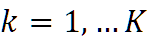 k = 1, … K